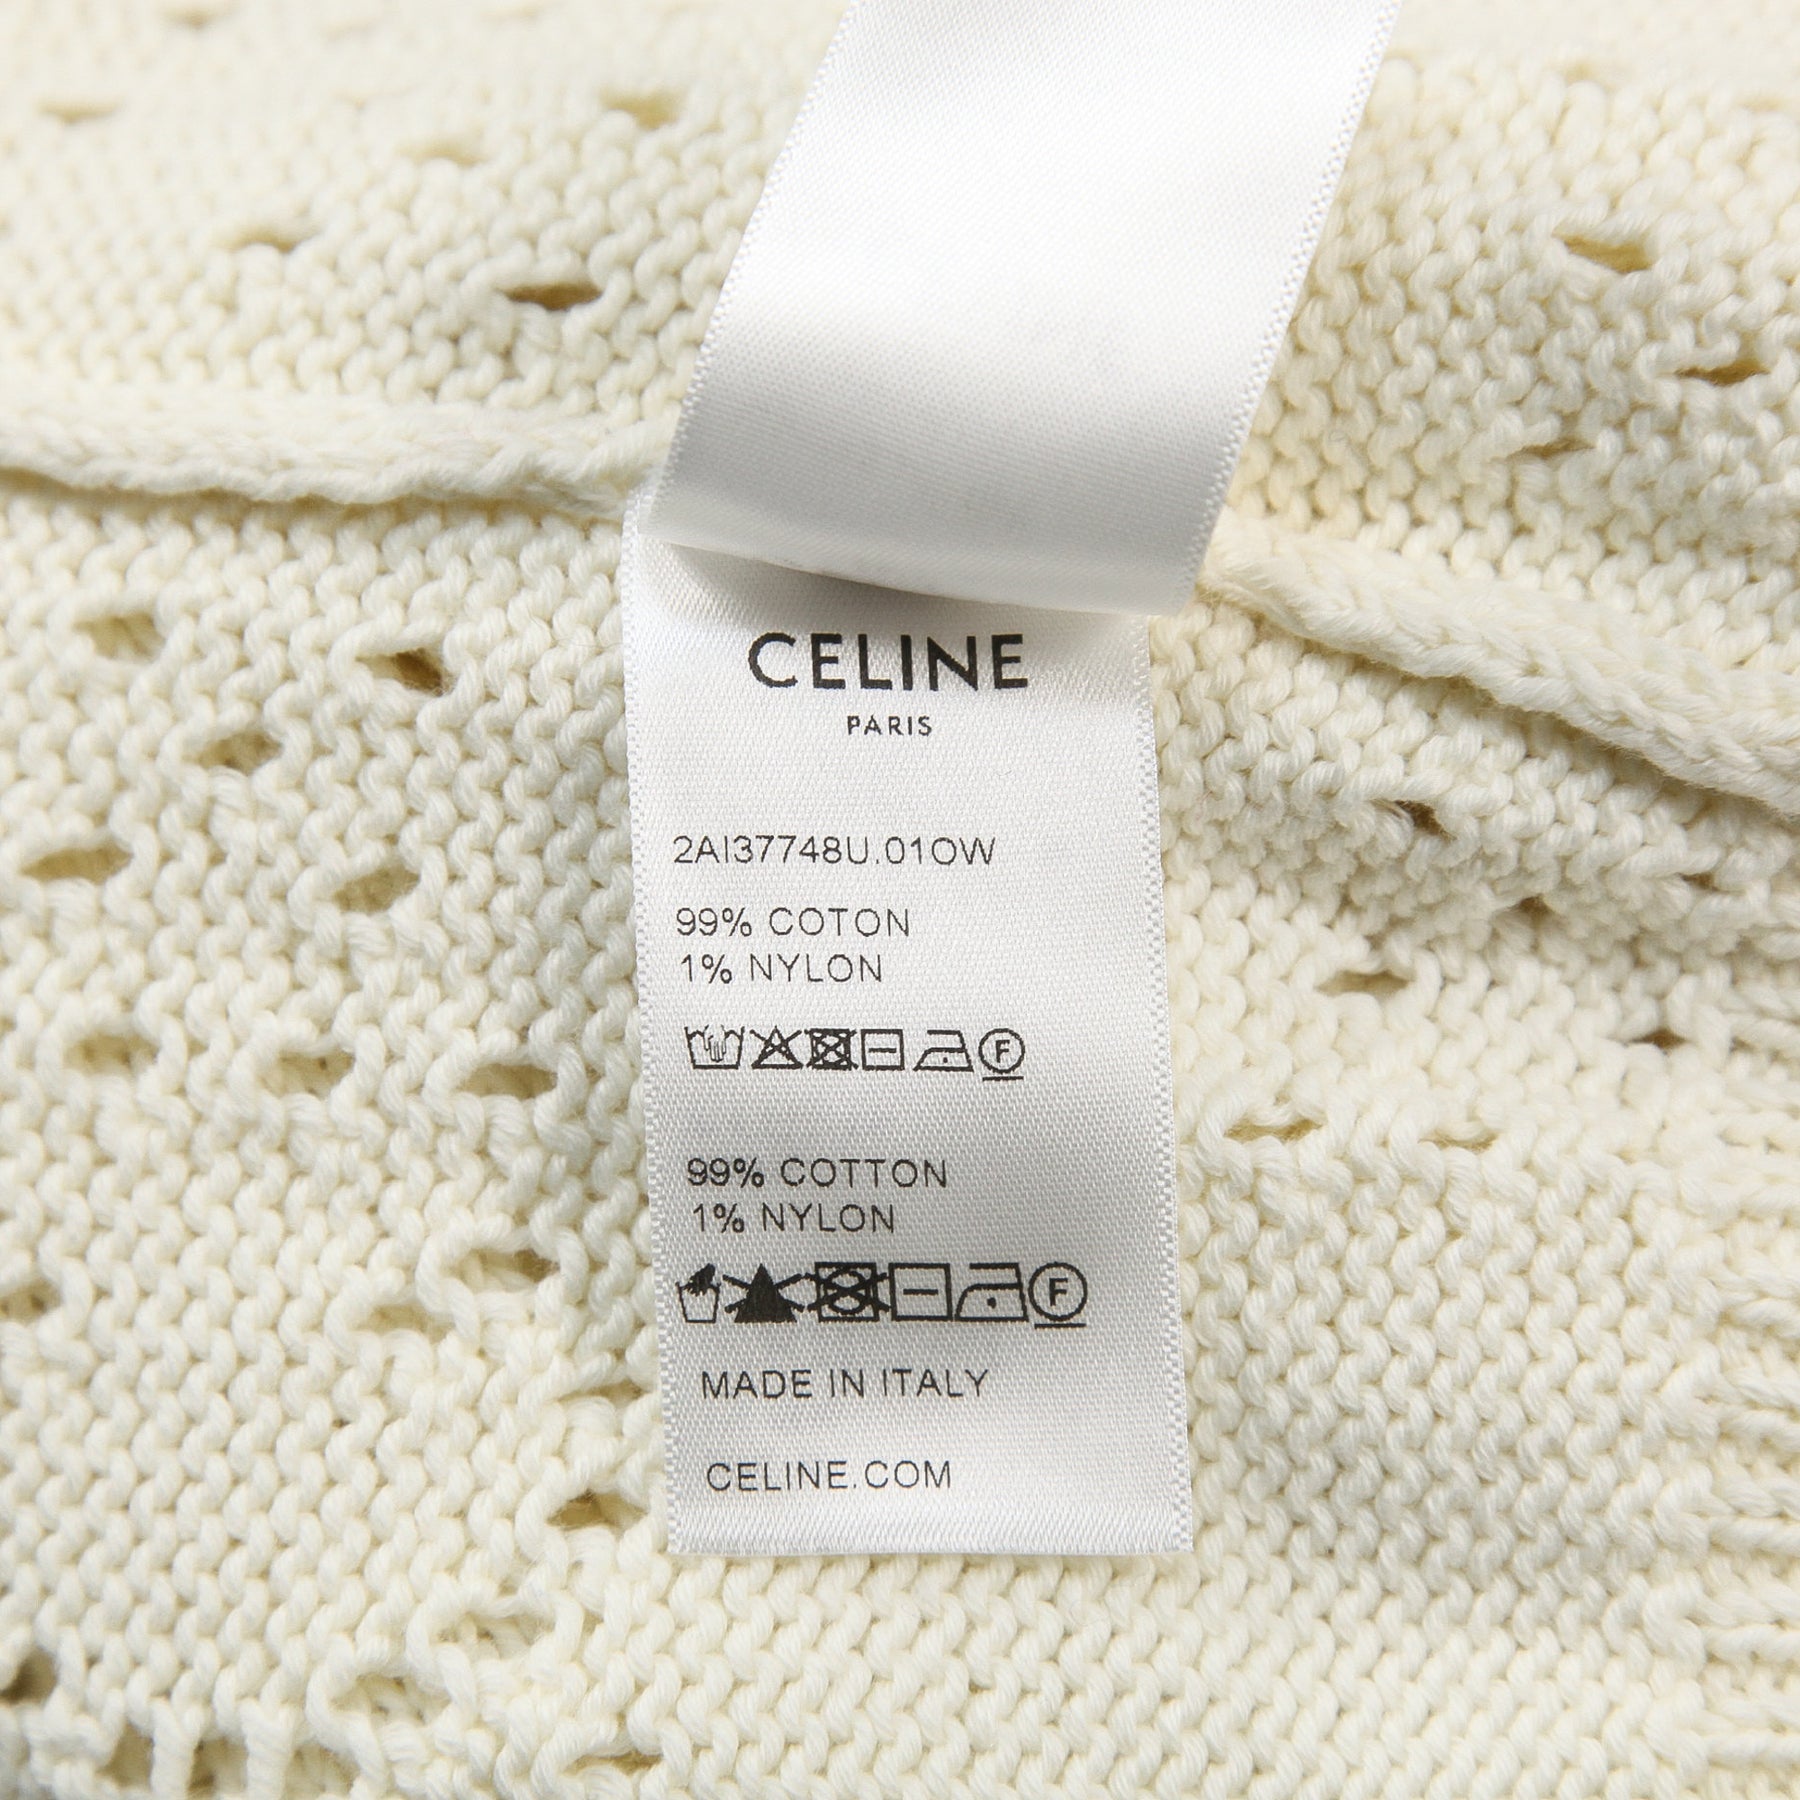 CELINE
PARIS
2AI37748U.01OW
99% COTON
1% NYLON
F
99% COTTON
1% NYLON
F
MADE IN ITALY
CELINE.COM